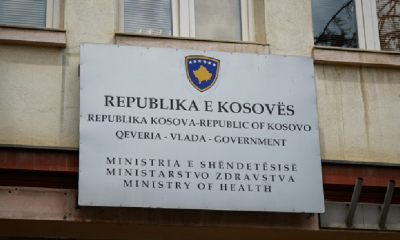 REPUBLIKA E KOSOVËS
REPUBLIKA KOSOVA-REPUBLIC OF KOSOVO
QEVERIA - VLADA - GOVERNMENT
MINISTRIA E SHËNDETËSISË
MINISTARSTVO ZDRAVSTVA
MINISTRY OF HEALTH